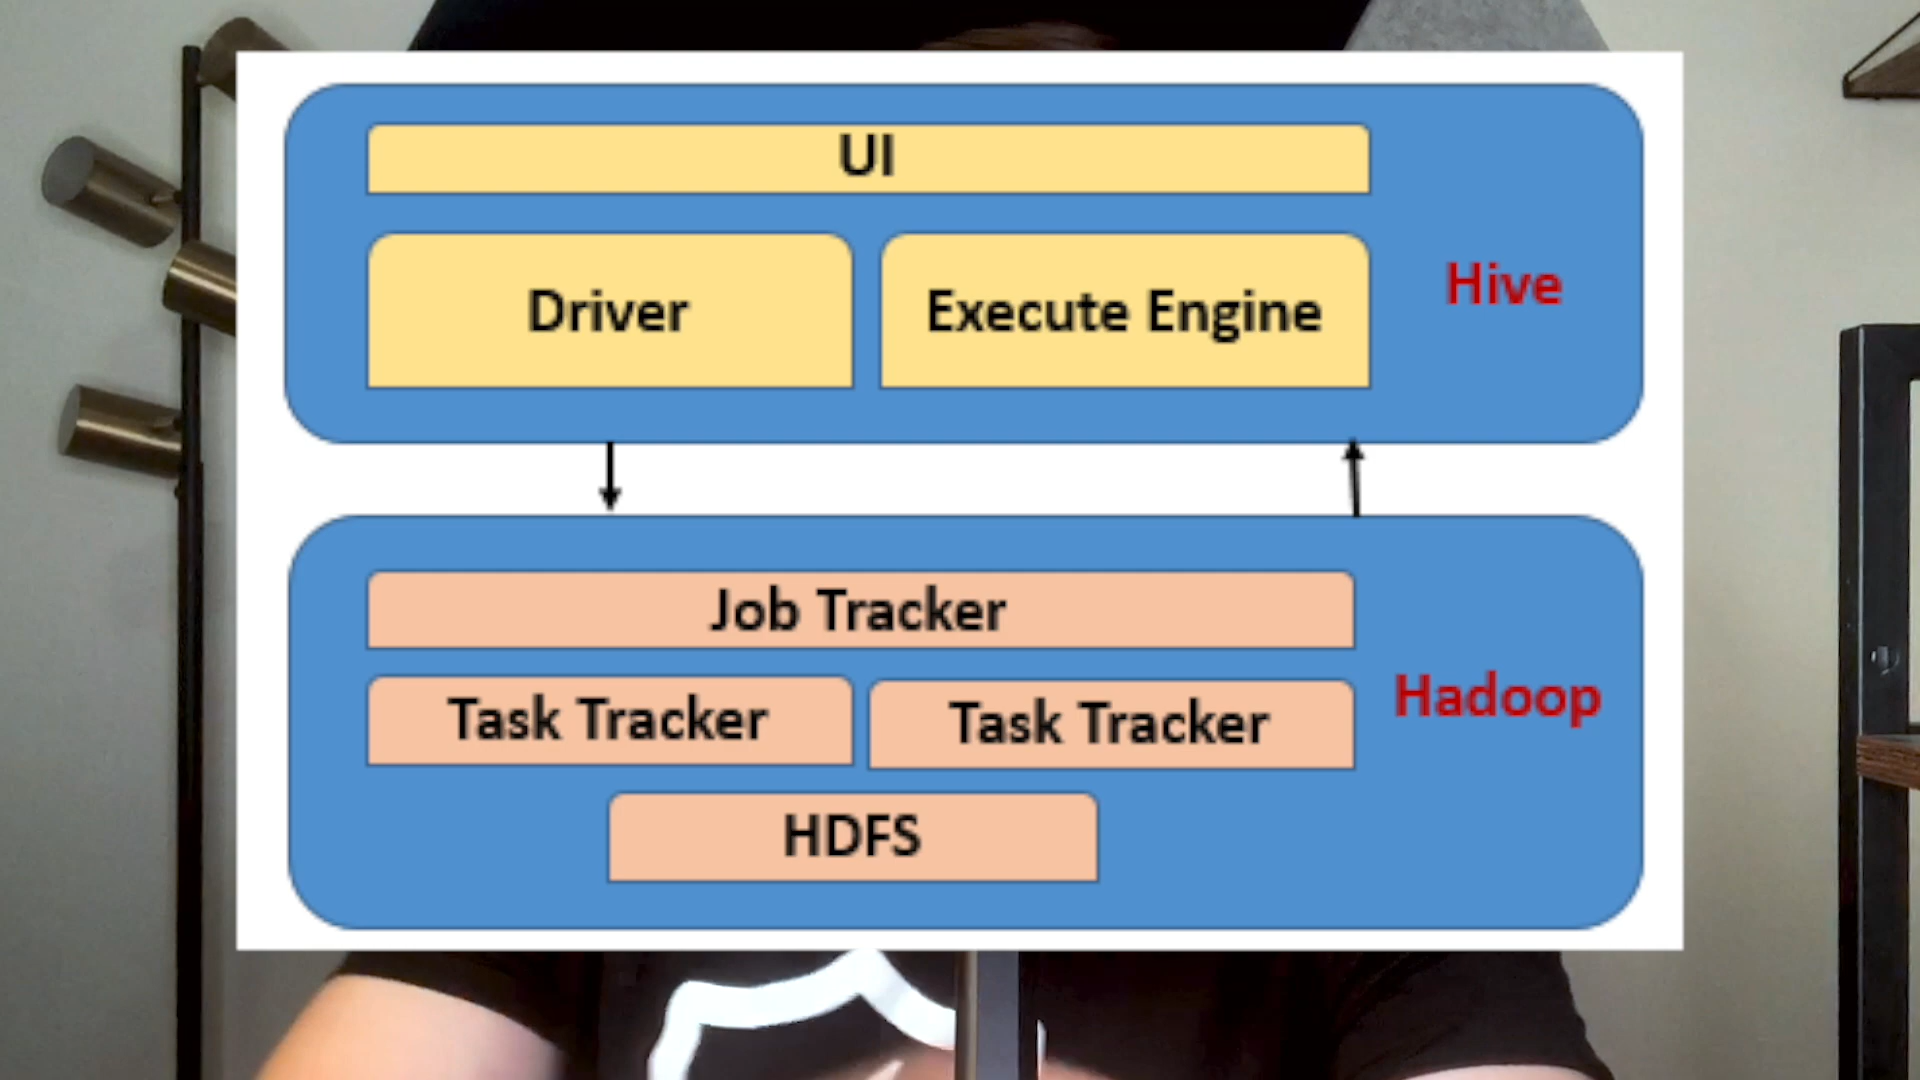 UI
Driver
Execute Engine
Hive
Job Tracker
Task Tracker
Task Tracker
Hadoop
HDFS